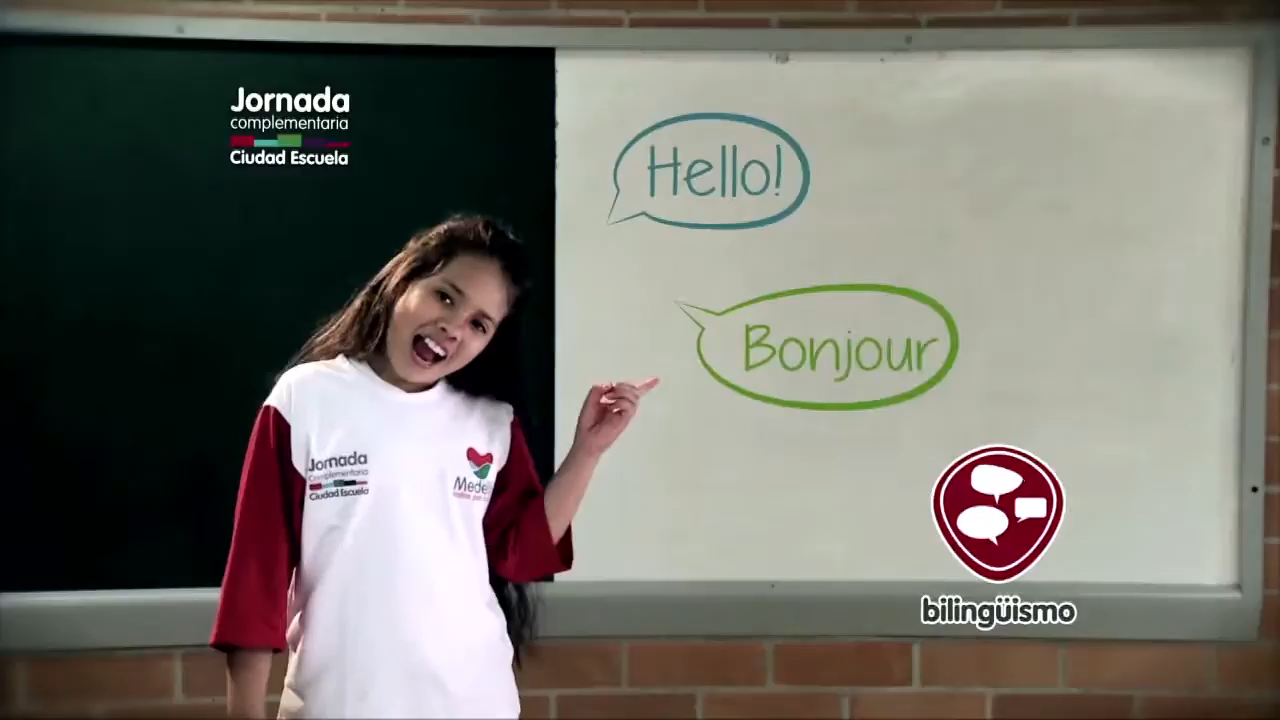 Jornada
complementaria
Ciudad Escuela
Hello!
Bonjour
Jornada
Complementaria
Ciudad Escuela
bilingüismo